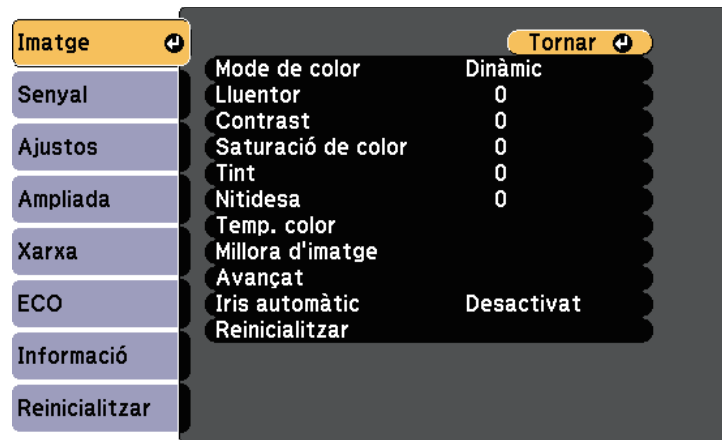 Imatge
Senyal
Ajustos
Ampliada
Xarxa
ECO
Informació
Reinicialitzar
Tornar
Mode de color Dinàmic
Lluentor 0
Contrast 0
Saturació de color 0
Tint 0
Nitidesa 0
Temp. color
Millora d'imatge
Avançat
Iris automàtic Desactivat
Reinicialitzar